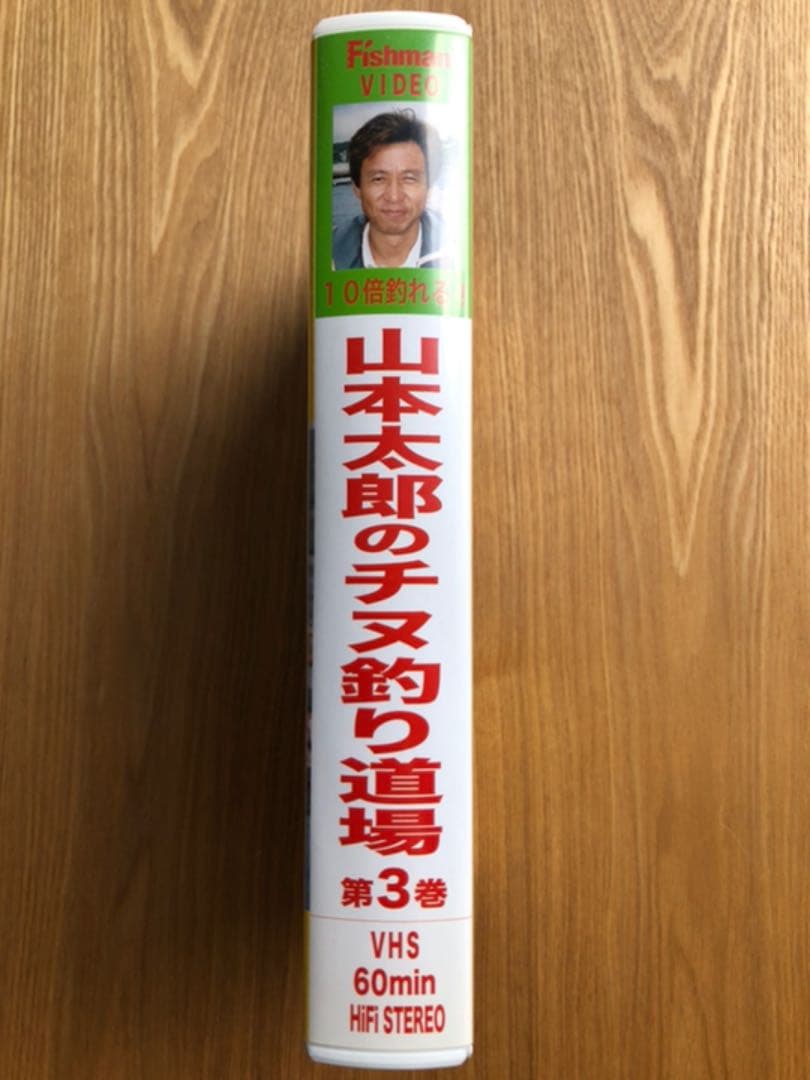 Fishman
VIDEO
10倍釣れる!
山本太郎のチヌ釣り道場
第3巻
VHS
60min
HiFi STEREO